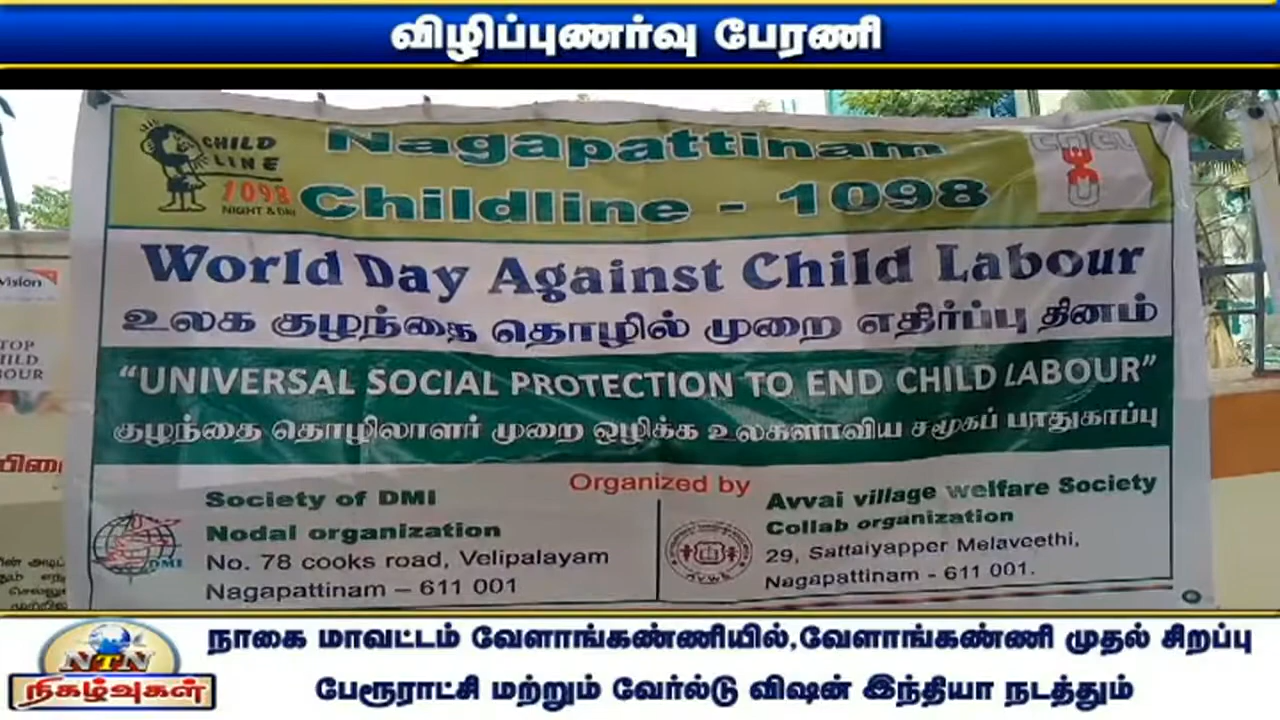 விழிப்புணர்வு பேரணி
CHILD
LINE
1098
NIGHT & DAY
Nagapattinam
Childline - 1098
World Day Against Child Labour
உலக குழந்தை தொழில் முறை எதிர்ப்பு தினம்
"UNIVERSAL SOCIAL PROTECTION TO END CHILD LABOUR"
குழந்தை தொழிலாளர் முறை ஒழிக்க உலகளாவிய சமூகப் பாதுகாப்பு
Organized by
Society of DMI
Nodal organization
No. 78 cooks road, Velipalayam
Nagapattinam – 611 001
DMI
Avvai village welfare Society
Collab organization
29, Sattaiyapper Melaveethi,
Nagapattinam - 611 001.
NTN
நிகழ்வுகள்
நாகை மாவட்டம் வேளாங்கண்ணியில்,வேளாங்கண்ணி முதல் சிறப்பு
பேரூராட்சி மற்றும் வேர்ல்டு விஷன் இந்தியா நடத்தும்